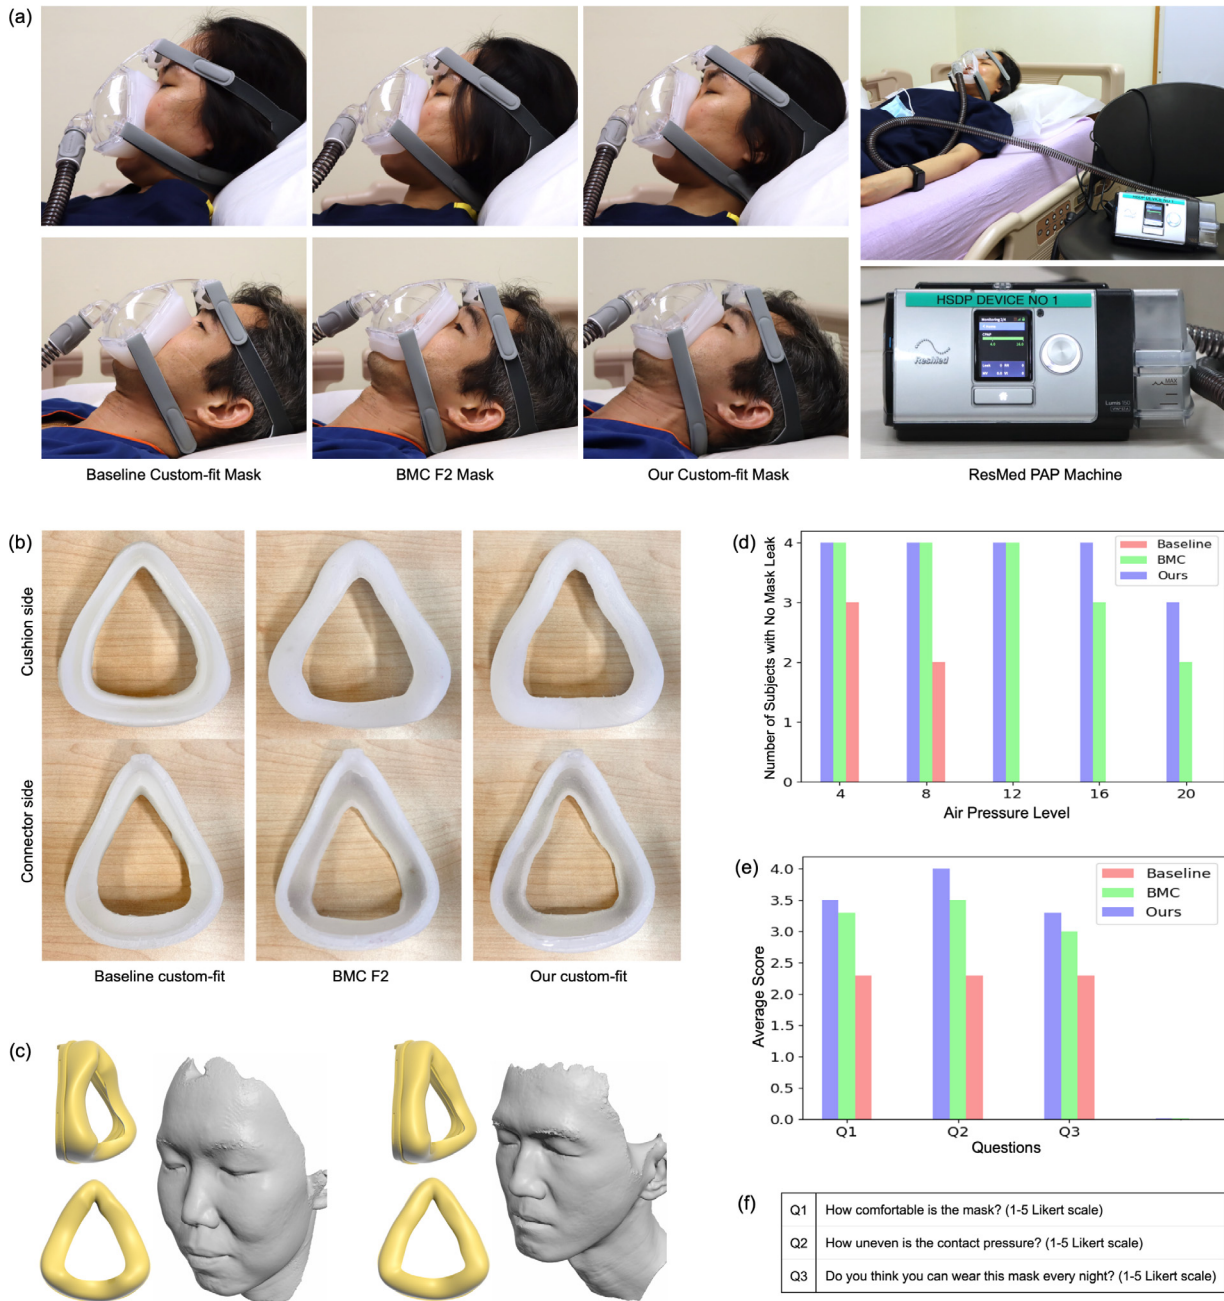 (a)
HSDP DEVICE NO 1
HSDP DEVICE NO 1
ResMed
MAX
Baseline Custom-fit Mask
BMC F2 Mask
Our Custom-fit Mask
ResMed PAP Machine
(b)
Cushion side
Connector side
Baseline custom-fit
BMC F2
Our custom-fit
(c)
(d)
Number of Subjects with No Mask Leak
4
3
2
1
0
Baseline
BMC
Ours
4 8 12 16 20
Air Pressure Level
(e)
Average Score
4.0
3.5
3.0
2.5
2.0
1.5
1.0
0.5
0.0
Baseline
BMC
Ours
Q1 Q2 Q3
Questions
(f)
Q1 How comfortable is the mask? (1-5 Likert scale)
Q2 How uneven is the contact pressure? (1-5 Likert scale)
Q3 Do you think you can wear this mask every night? (1-5 Likert scale)